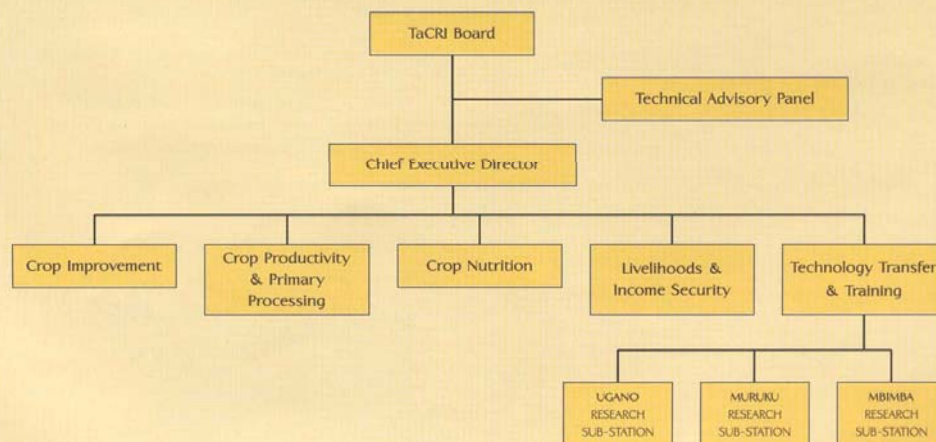 TaCRI Board
Technical Advisory Panel
Chief Executive Director
Crop Improvement
Crop Productivity
& Primary
Processing
Crop Nutrition
Livelihoods &
Income Security
Technology Transfer
& Training
UGANO
RESEARCH
SUB-STATION
MURUKU
RESEARCH
SUB-STATION
MBIMBA
RESEARCH
SUB-STATION